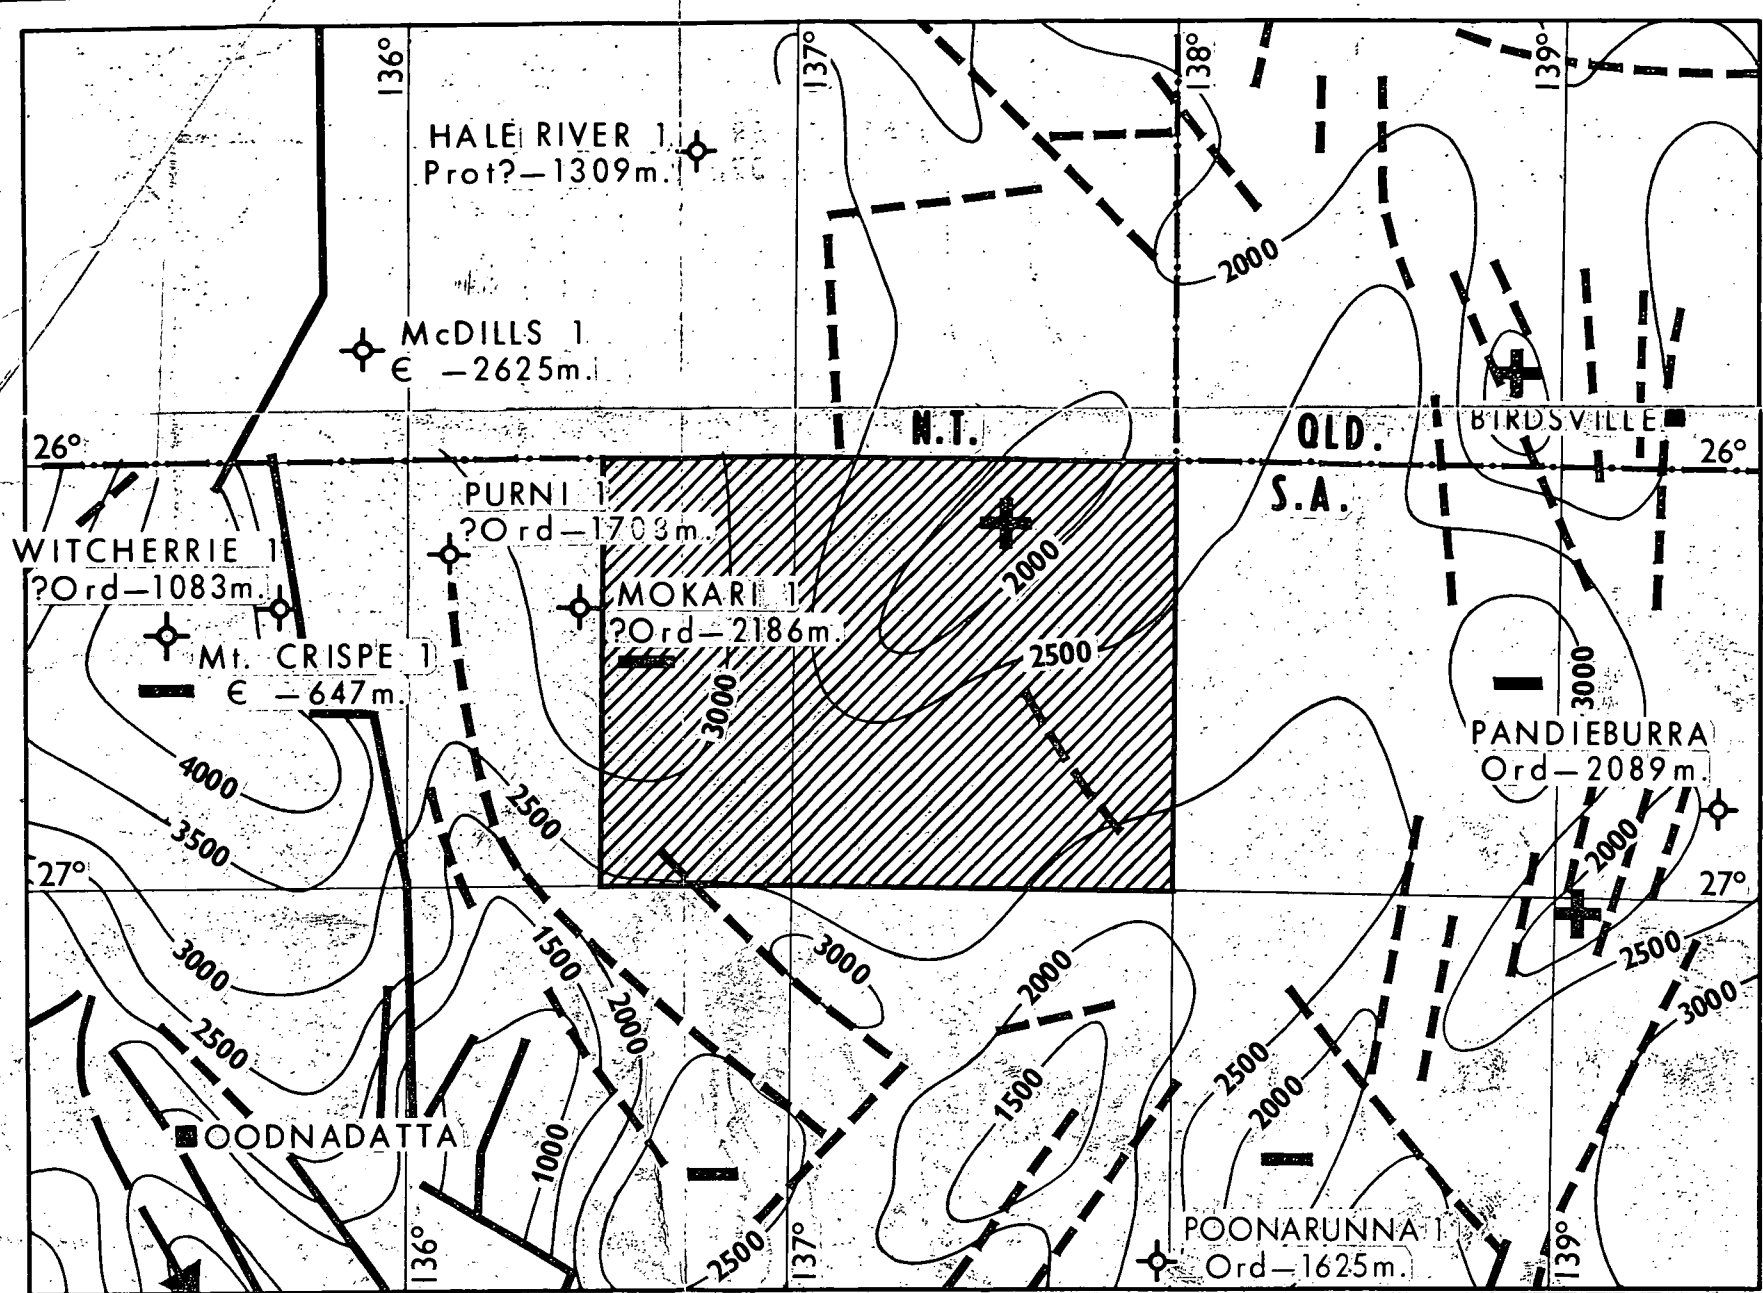 136°
137°
138°
139°
HALE RIVER 1
Prot?—1309m.
2000
McDILLS 1
Є —2625m.
N.T.
QLD.
BIRDSVILLE
26°
26°
S.A.
PURNI 1
?Ord—1703m.
WITCHERRIE 1
?Ord—1083m.
MOKARI 1
?Ord—2186m.
2000
Mt. CRISPE 1
Є —647m.
2500
3000
3000
PANDIEBURRA
Ord—2089m.
4000
2500
3500
2000
27°
27°
3000
1500
3000
2000
2500
3000
2500
2000
2500
1500
2000
OODNADATTA
1000
POONARUNNA 1
Ord—1625m.
2500
136°
137°
139°